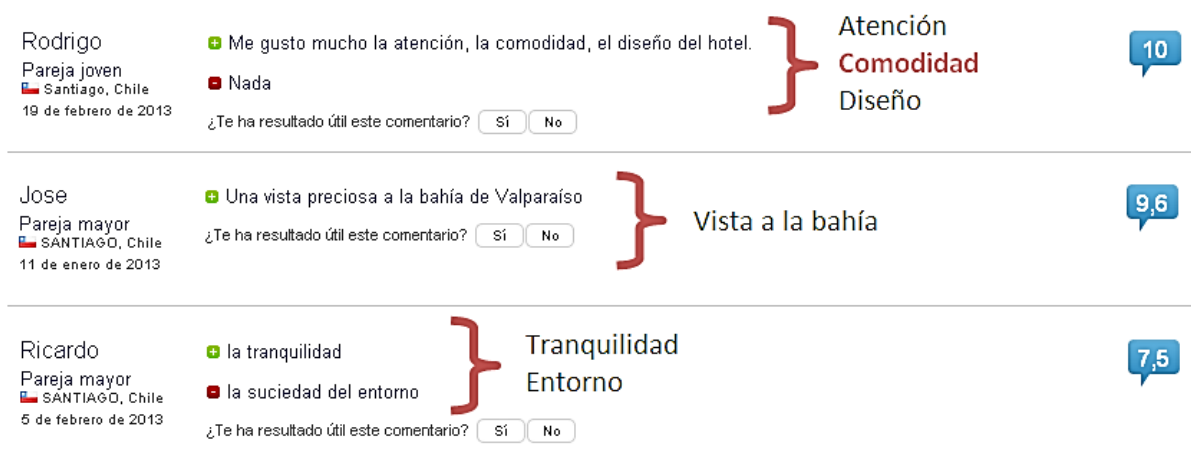 Rodrigo
Pareja joven
Santiago, Chile
19 de febrero de 2013
Me gusto mucho la atención, la comodidad, el diseño del hotel.
Nada
¿Te ha resultado útil este comentario? Sí No
Atención
Comodidad
Diseño
10
Jose
Pareja mayor
SANTIAGO, Chile
11 de enero de 2013
Una vista preciosa a la bahía de Valparaíso
¿Te ha resultado útil este comentario? Sí No
Vista a la bahía
9,6
Ricardo
Pareja mayor
SANTIAGO, Chile
5 de febrero de 2013
la tranquilidad
la suciedad del entorno
¿Te ha resultado útil este comentario? Sí No
Tranquilidad
Entorno
7,5